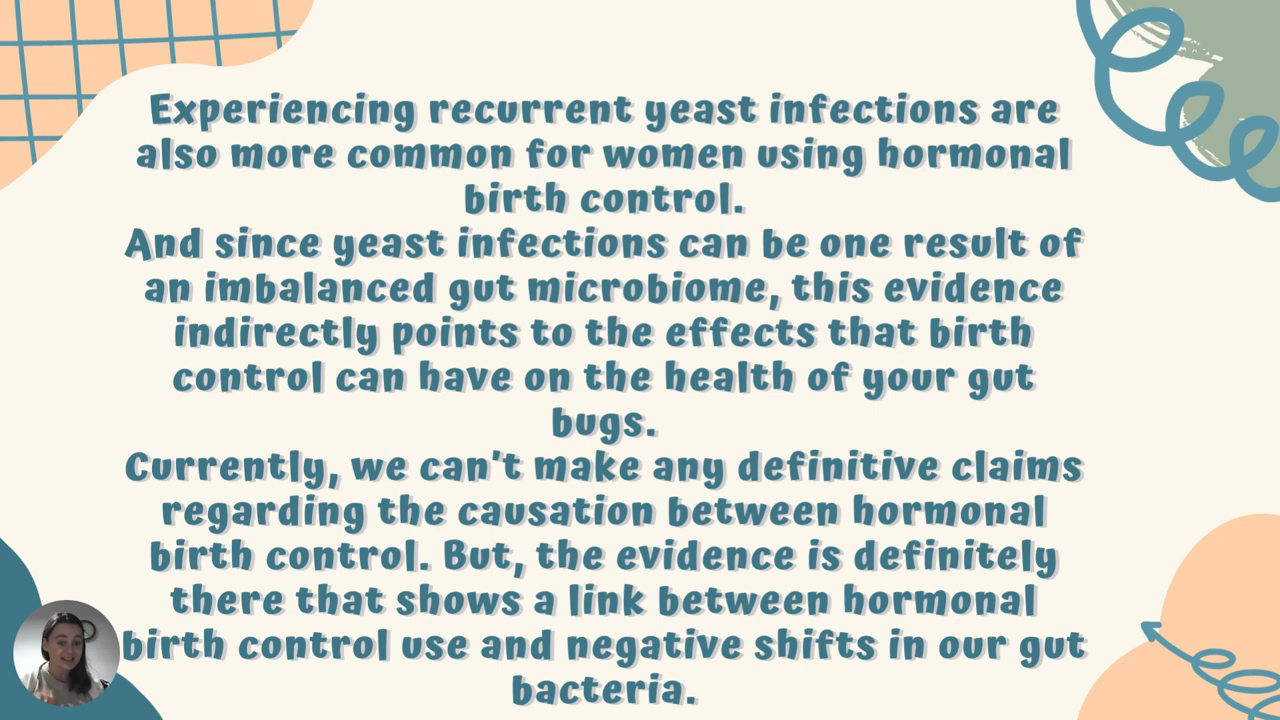 Experiencing recurrent yeast infections are
also more common for women using hormonal
birth control.
And since yeast infections can be one result of
an imbalanced gut microbiome, this evidence
indirectly points to the effects that birth
control can have on the health of your gut
bugs.
Currently, we can't make any definitive claims
regarding the causation between hormonal
birth control. But, the evidence is definitely
there that shows a link between hormonal
birth control use and negative shifts in our gut
bacteria.